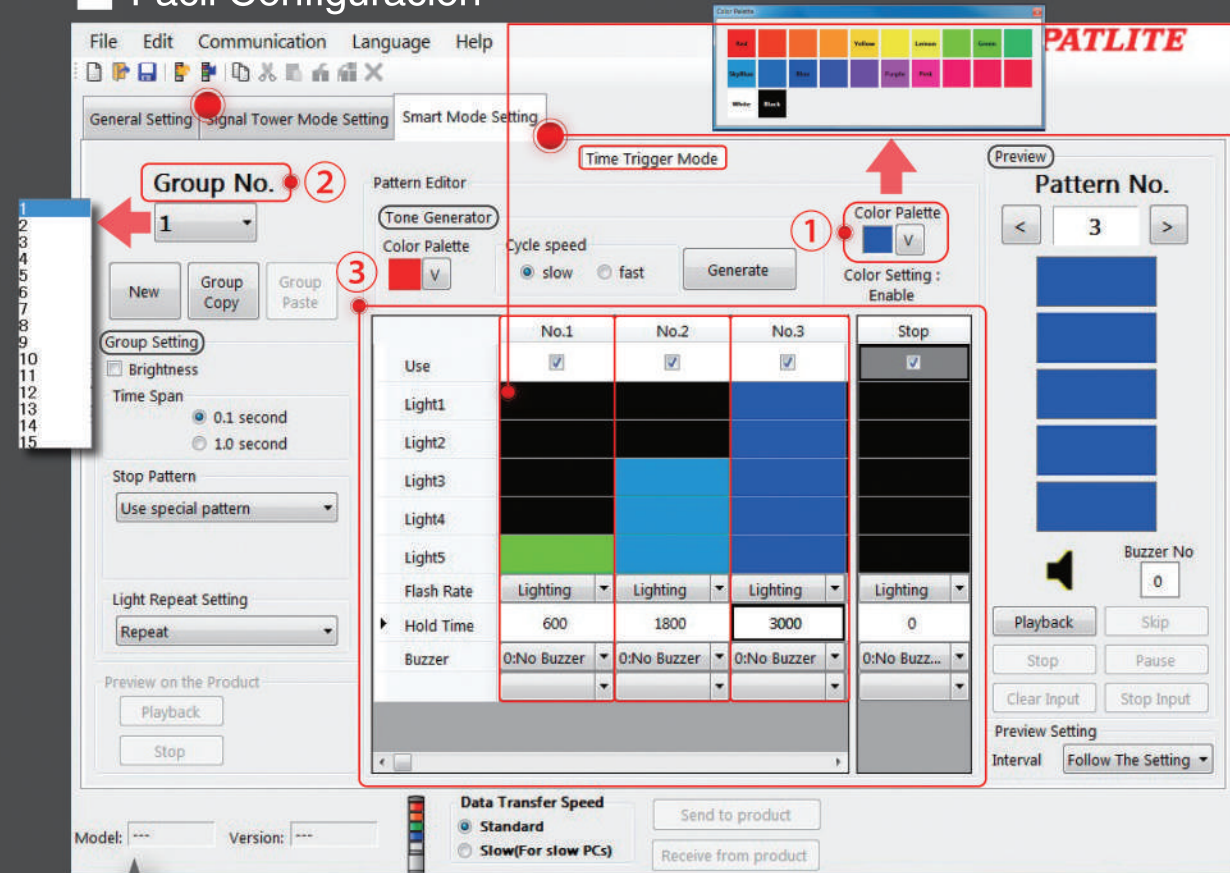 Fácil Configuración
Color Palette
Red Yellow Lemon Green
SkyBlue Blue Purple Pink
White Black
PATLITE
File Edit Communication Language Help
General Setting Signal Tower Mode Setting Smart Mode Setting
Time Trigger Mode
Group No. ②
1
1
2
3
4
5
6
7
8
9
10
11
12
13
14
15
New Group Copy Group Paste
Group Setting
Brightness
Time Span
0.1 second
1.0 second
Stop Pattern
Use special pattern
Light Repeat Setting
Repeat
Preview on the Product
Playback
Stop
Pattern Editor
Tone Generator
Color Palette
V
Cycle speed
slow fast
Generate
①
Color Palette
V
Color Setting :
Enable
③
No.1 No.2 No.3 Stop
Use
Light1
Light2
Light3
Light4
Light5
Flash Rate Lighting Lighting Lighting Lighting
Hold Time 600 1800 3000 0
Buzzer 0:No Buzzer 0:No Buzzer 0:No Buzzer 0:No Buzz...
Preview
Pattern No.
< 3 >
Buzzer No
0
Playback Skip
Stop Pause
Clear Input Stop Input
Preview Setting
Interval Follow The Setting
Model: --- Version: ---
Data Transfer Speed
Standard
Slow(For slow PCs)
Send to product
Receive from product